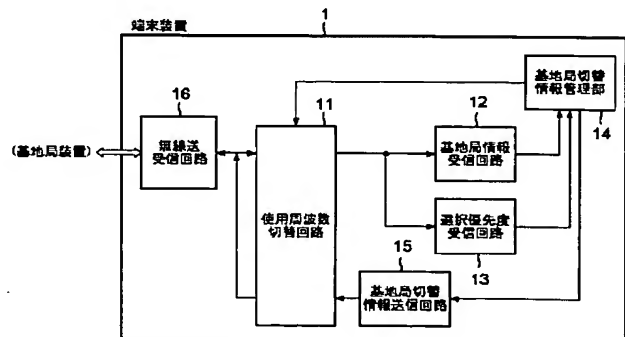 端末装置
1
基地局切替
情報管理部
14
16
11
12
(基地局装置)
無線送
受信回路
基地局情報
受信回路
使用周波数
切替回路
選択優先度
受信回路
13
15
基地局切替
情報送信回路